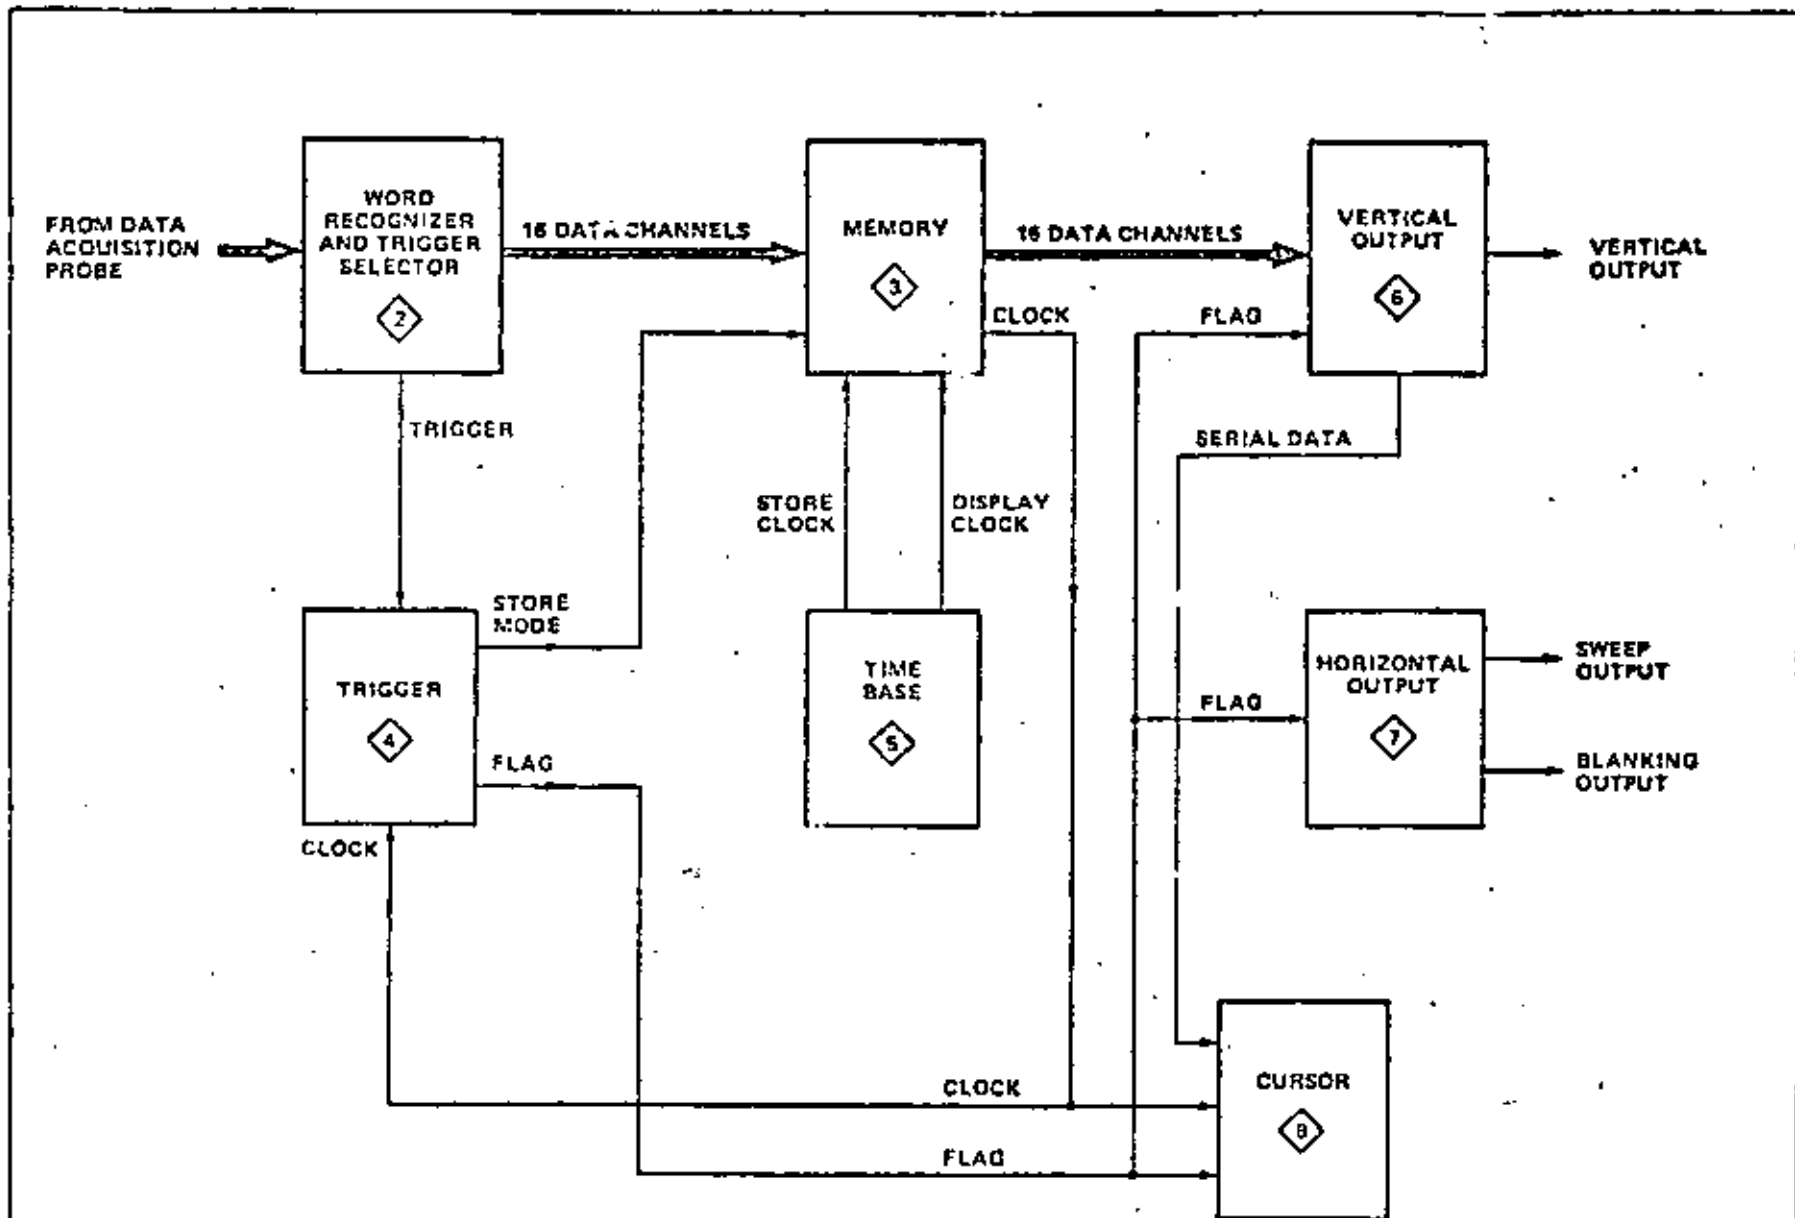 FROM DATA
ACQUISITION
PROBE
WORD
RECOGNIZER
AND TRIGGER
SELECTOR
2
16 DATA CHANNELS
MEMORY
3
16 DATA CHANNELS
VERTICAL
OUTPUT
6
VERTICAL
OUTPUT
CLOCK
FLAG
TRIGGER
SERIAL DATA
STORE
CLOCK
DISPLAY
CLOCK
STORE
MODE
TRIGGER
4
FLAG
CLOCK
TIME
BASE
5
FLAG
HORIZONTAL
OUTPUT
7
SWEEP
OUTPUT
BLANKING
OUTPUT
CLOCK
FLAG
CURSOR
8